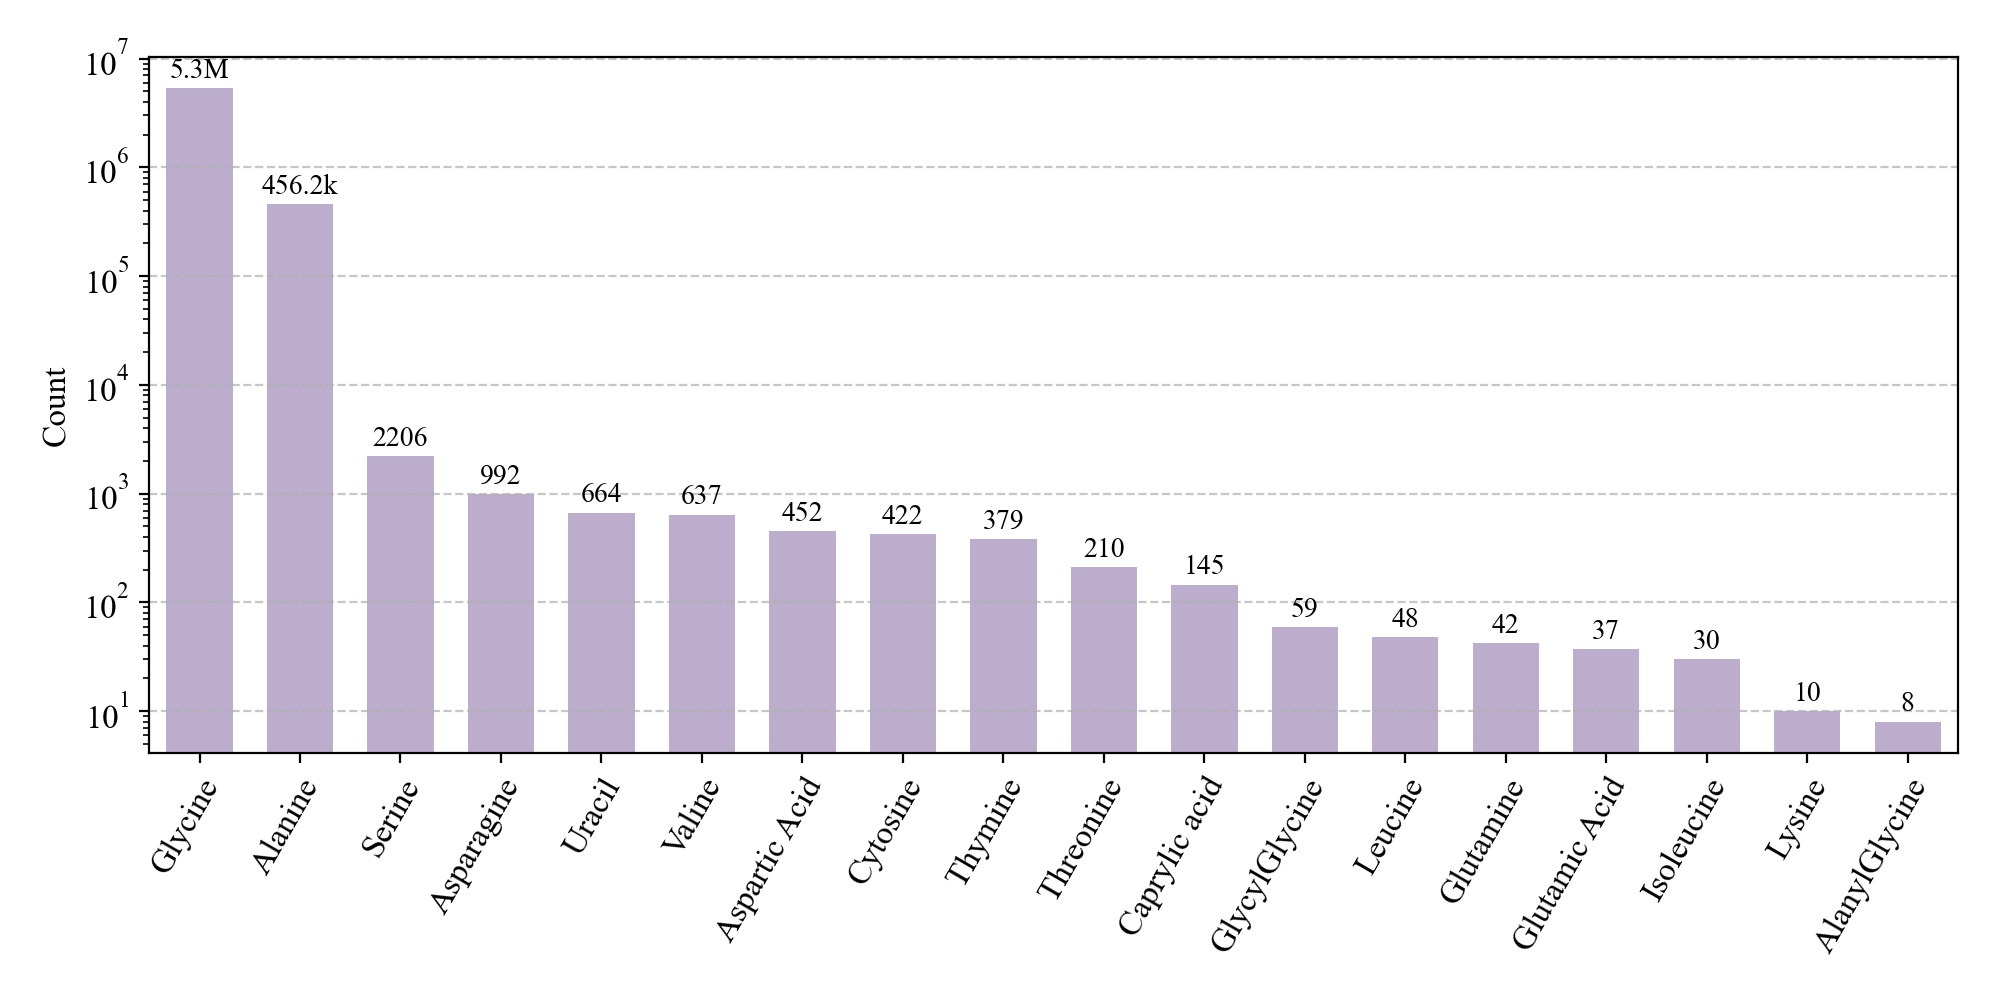 Count
10^7
10^6
10^5
10^4
10^3
10^2
10^1
5.3M
456.2k
2206
992
664
637
452
422
379
210
145
59
48
42
37
30
10
8
Glycine
Alanine
Serine
Asparagine
Uracil
Valine
Aspartic Acid
Cytosine
Thymine
Threonine
Caprylic acid
GlycylGlycine
Leucine
Glutamine
Glutamic Acid
Isoleucine
Lysine
AlanylGlycine